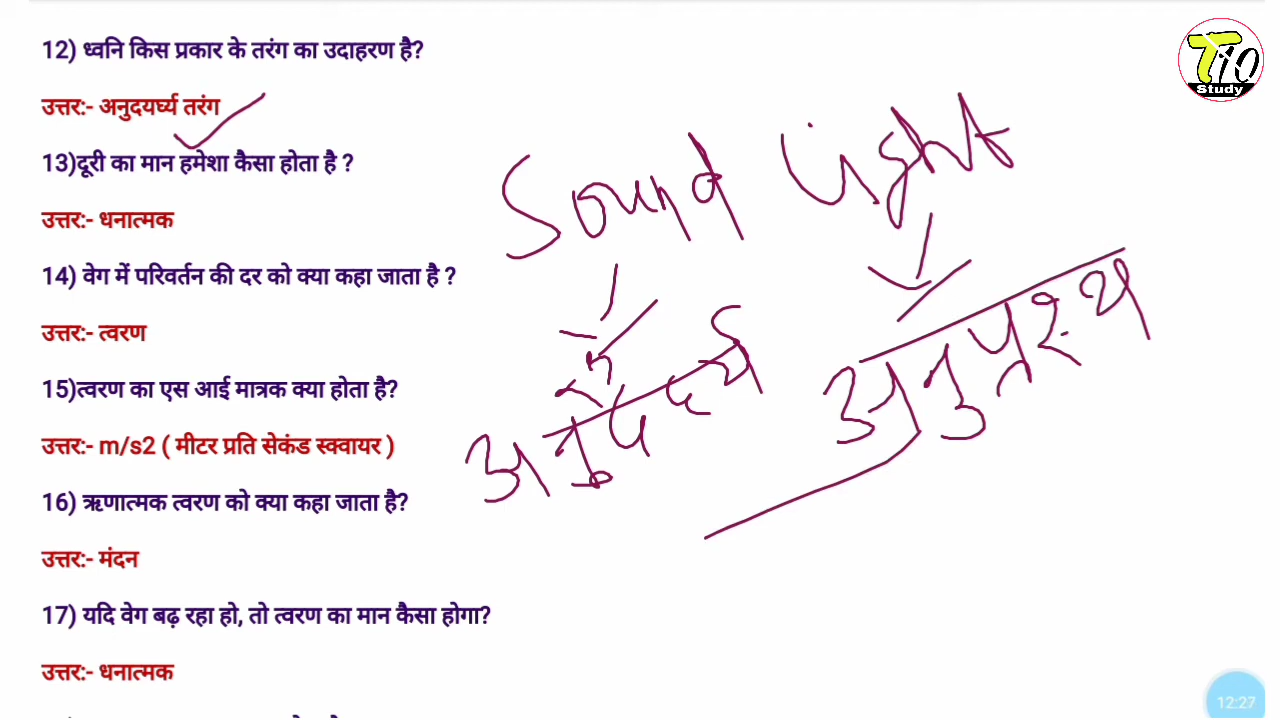 12) ध्वनि किस प्रकार के तरंग का उदाहरण है?
उत्तर:- अनुदयर्घ्य तरंग
13)दूरी का मान हमेशा कैसा होता है ?
उत्तर:- धनात्मक
14) वेग में परिवर्तन की दर को क्या कहा जाता है ?
उत्तर:- त्वरण
15)त्वरण का एस आई मात्रक क्या होता है?
उत्तर:- m/s2 ( मीटर प्रति सेकंड स्क्वायर )
16) ऋणात्मक त्वरण को क्या कहा जाता है?
उत्तर:- मंदन
17) यदि वेग बढ़ रहा हो, तो त्वरण का मान कैसा होगा?
उत्तर:- धनात्मक
Sound Light
अनुप्रस्थ
T10
Study
12:27